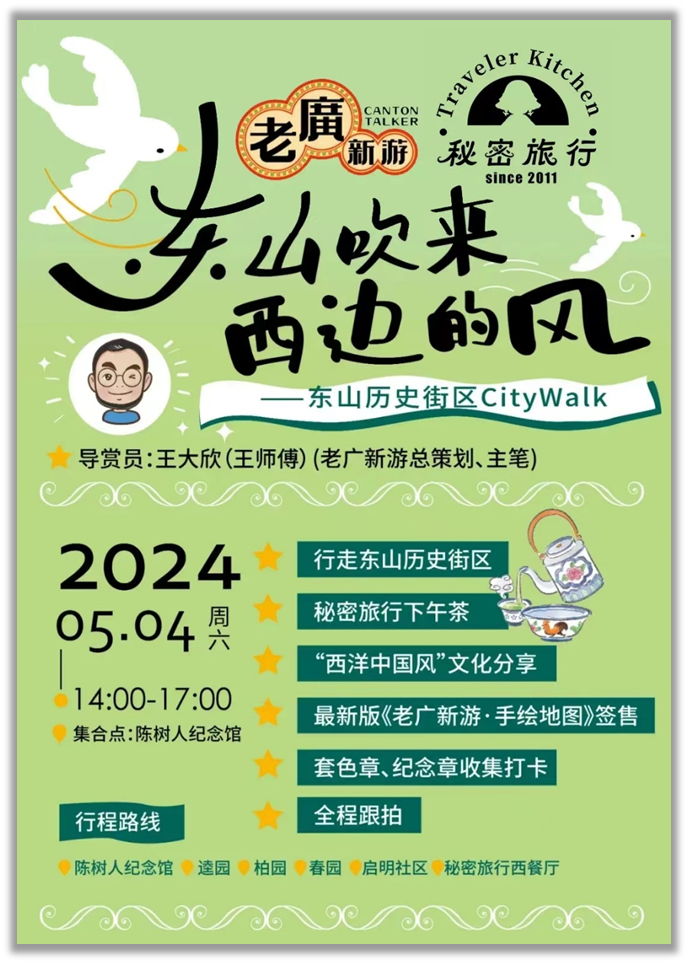 老廣新游
CANTON
TALKER
Traveler Kitchen
秘密旅行
since 2011
东山吹来
西边的风
——东山历史街区CityWalk
导赏员:王大欣(王师傅)(老广新游总策划、主笔)
2024
05.04 周六
14:00-17:00
集合点:陈树人纪念馆
行走东山历史街区
秘密旅行下午茶
“西洋中国风”文化分享
最新版《老广新游·手绘地图》签售
套色章、纪念章收集打卡
全程跟拍
行程路线
陈树人纪念馆 逵园 柏园 春园 启明社区 秘密旅行西餐厅